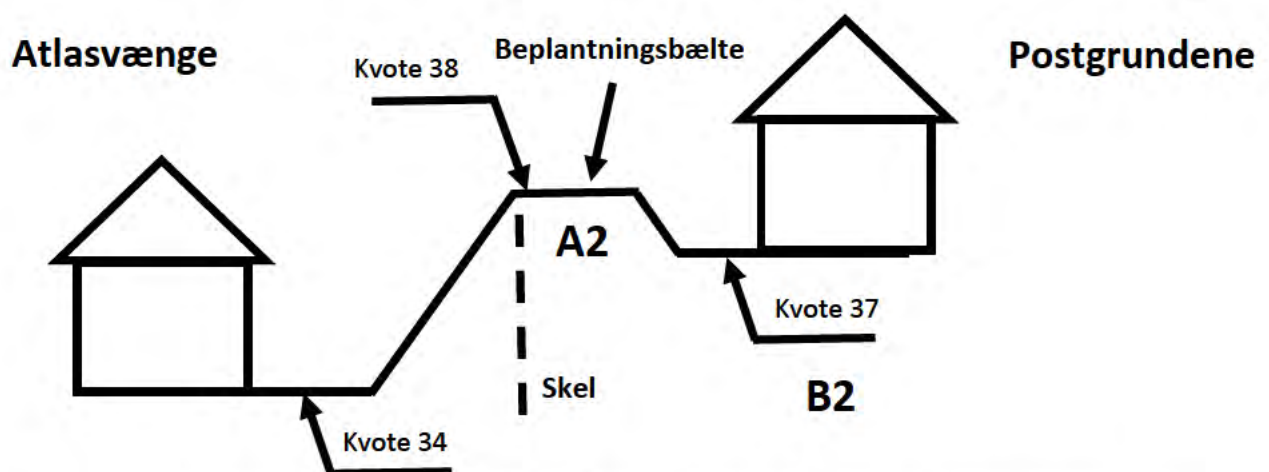 Atlasvænge
Kvote 38
Beplantningsbælte
Postgrundene
A2
Kvote 37
Skel
B2
Kvote 34